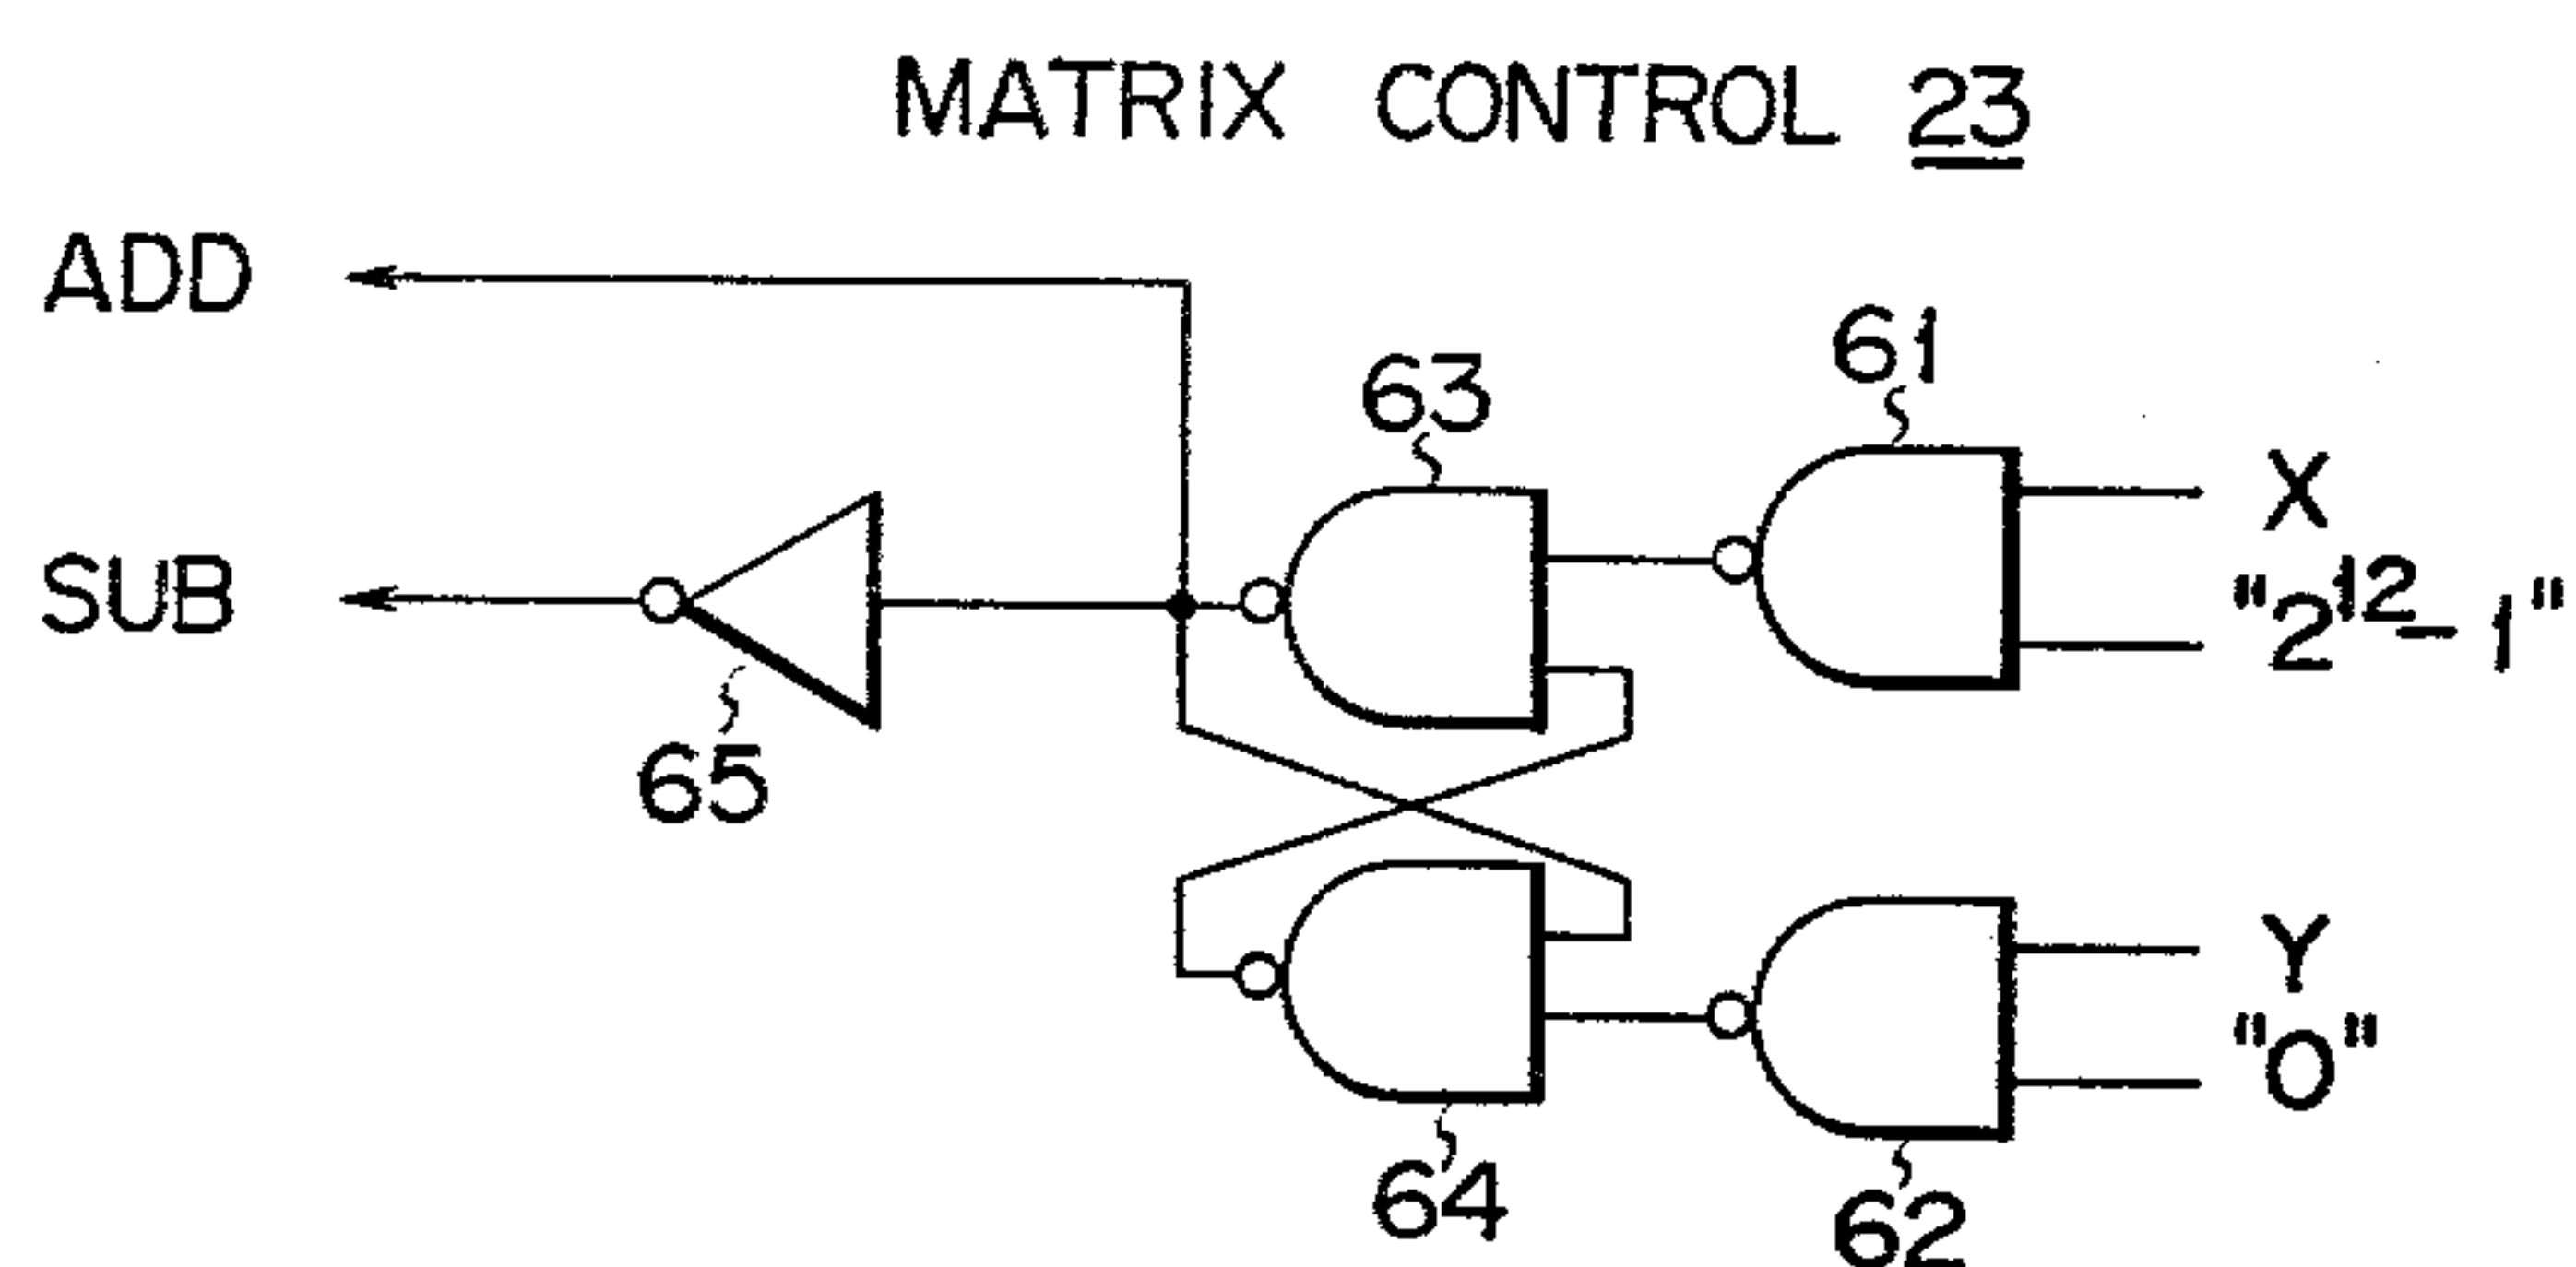 MATRIX CONTROL 23
ADD
61
63
X
SUB
"2¹²-1"
65
Y
"0"
64
62